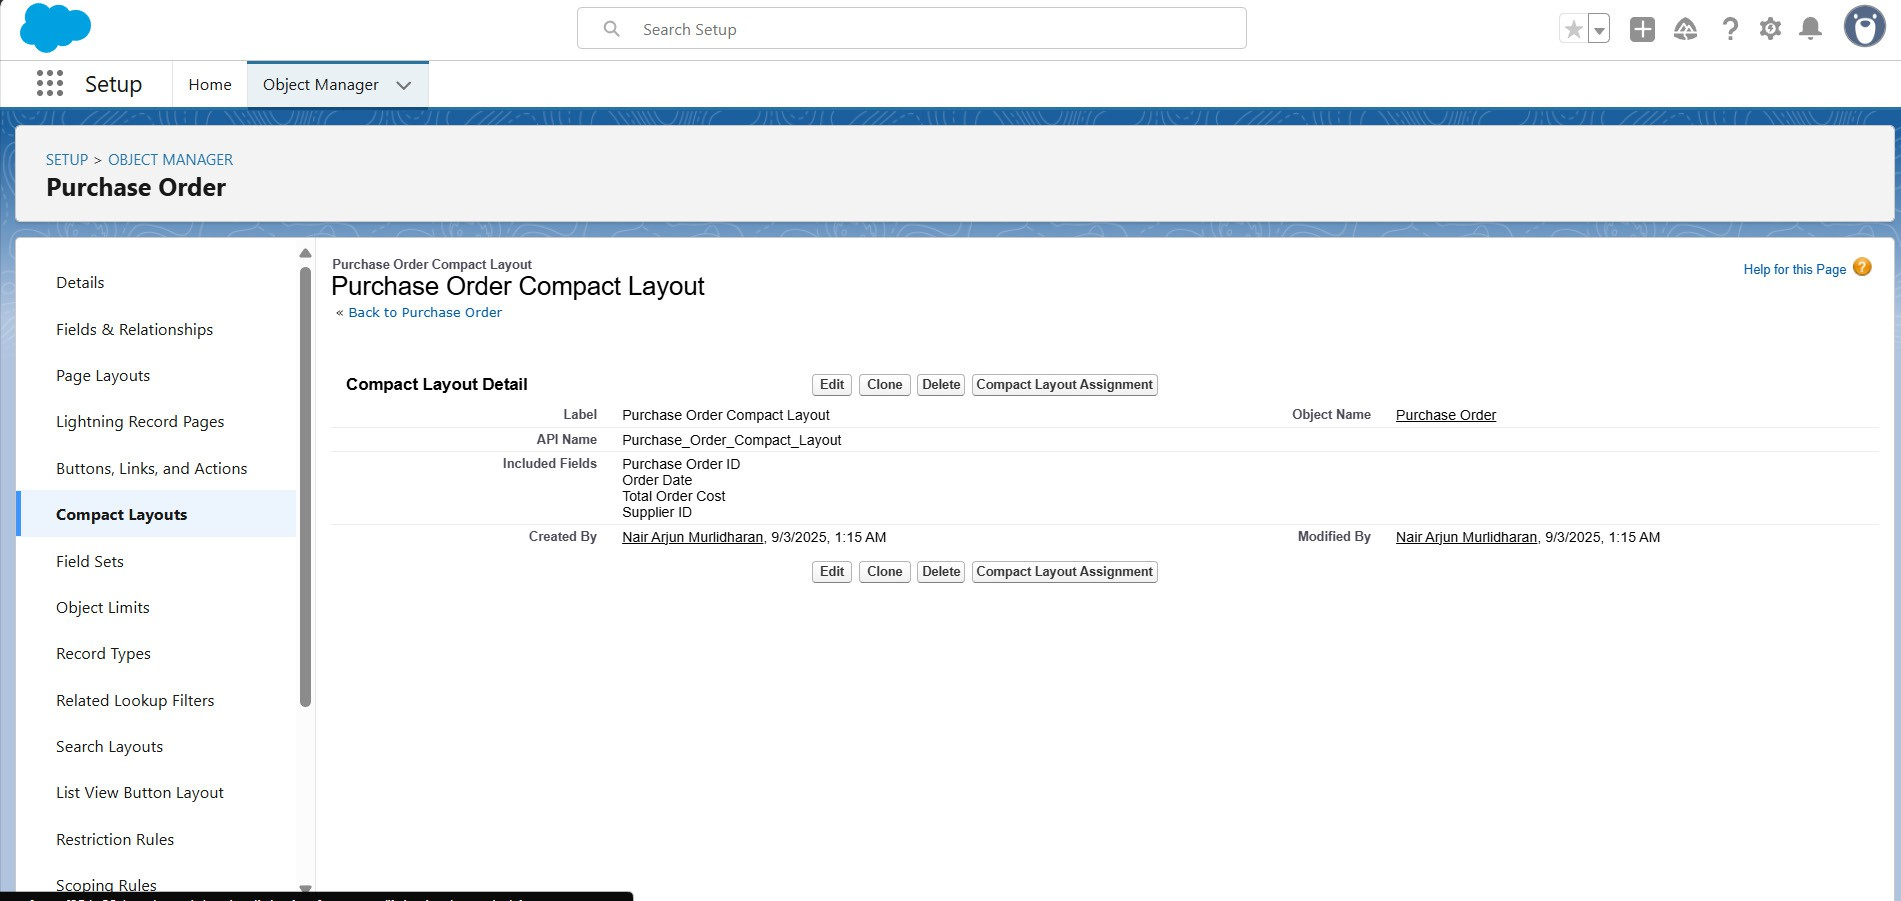 Search Setup
Setup
Home
Object Manager
SETUP > OBJECT MANAGER
Purchase Order
Details
Fields & Relationships
Page Layouts
Lightning Record Pages
Buttons, Links, and Actions
Compact Layouts
Field Sets
Object Limits
Record Types
Related Lookup Filters
Search Layouts
List View Button Layout
Restriction Rules
Scoping Rules
Purchase Order Compact Layout
Purchase Order Compact Layout
« Back to Purchase Order
Help for this Page ?
Compact Layout Detail
Edit Clone Delete Compact Layout Assignment
Label Purchase Order Compact Layout Object Name Purchase Order
API Name Purchase_Order_Compact_Layout
Included Fields Purchase Order ID
Order Date
Total Order Cost
Supplier ID
Created By Nair Arjun Murlidharan, 9/3/2025, 1:15 AM Modified By Nair Arjun Murlidharan, 9/3/2025, 1:15 AM
Edit Clone Delete Compact Layout Assignment